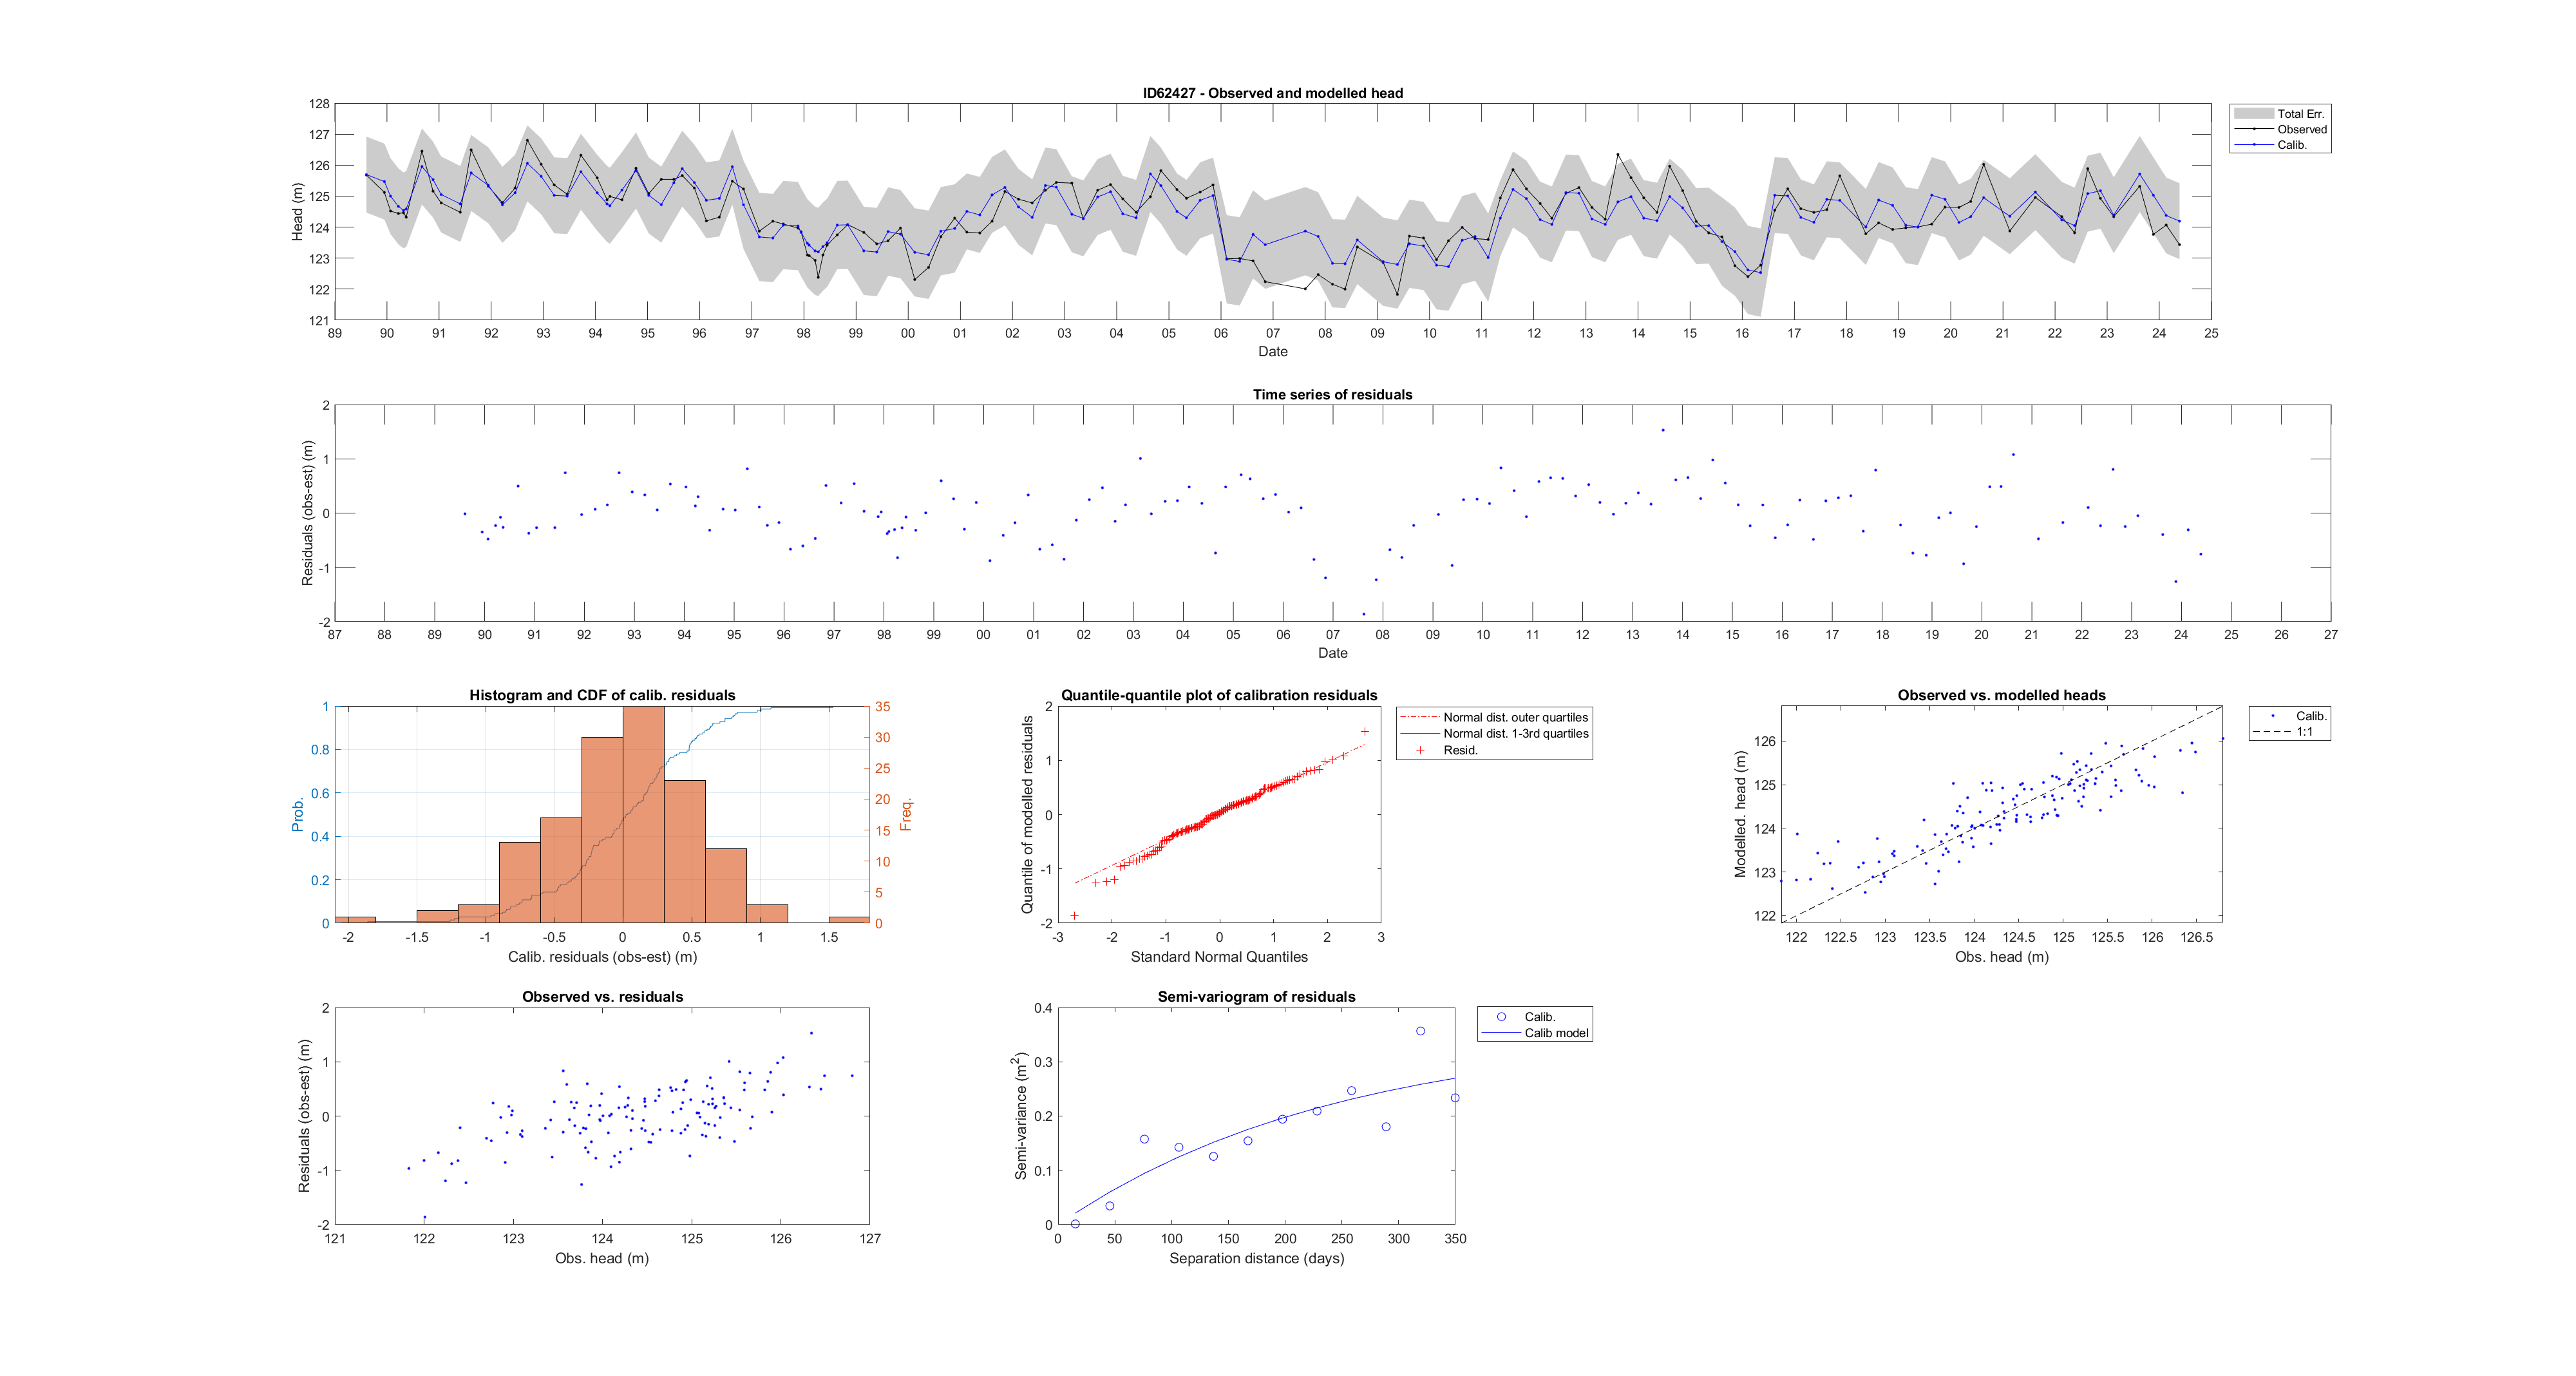 ID62427 - Observed and modelled head
Head (m)
128
127
126
125
124
123
122
121
89 90 91 92 93 94 95 96 97 98 99 00 01 02 03 04 05 06 07 08 09 10 11 12 13 14 15 16 17 18 19 20 21 22 23 24 25
Date
Total Err.
Observed
Calib.
Time series of residuals
Residuals (obs-est) (m)
2
1
0
-1
-2
87 88 89 90 91 92 93 94 95 96 97 98 99 00 01 02 03 04 05 06 07 08 09 10 11 12 13 14 15 16 17 18 19 20 21 22 23 24 25 26 27
Date
Histogram and CDF of calib. residuals
Prob.
1
0.8
0.6
0.4
0.2
0
35
30
25
20
15
10
5
0
Freq.
-2 -1.5 -1 -0.5 0 0.5 1 1.5
Calib. residuals (obs-est) (m)
Quantile-quantile plot of calibration residuals
Quantile of modelled residuals
2
1
0
-1
-2
-3 -2 -1 0 1 2 3
Standard Normal Quantiles
Normal dist. outer quartiles
Normal dist. 1-3rd quartiles
Resid.
Observed vs. modelled heads
Modelled. head (m)
126
125
124
123
122
122 122.5 123 123.5 124 124.5 125 125.5 126 126.5
Obs. head (m)
Calib.
1:1
Observed vs. residuals
Residuals (obs-est) (m)
2
1
0
-1
-2
121 122 123 124 125 126 127
Obs. head (m)
Semi-variogram of residuals
Semi-variance (m²)
0.4
0.3
0.2
0.1
0
0 50 100 150 200 250 300 350
Separation distance (days)
Calib.
Calib model